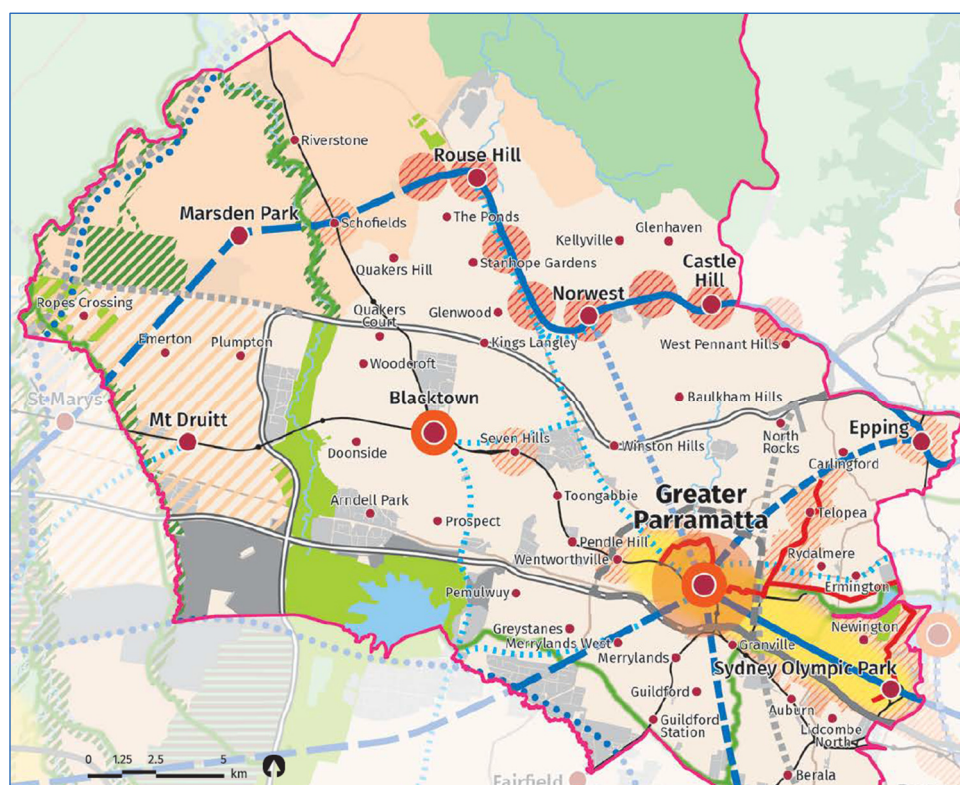 Riverstone
Rouse Hill
Marsden Park
Schofields
The Ponds
Kellyville
Glenhaven
Quakers Hill
Stanhope Gardens
Castle
Hill
Ropes Crossing
Quakers
Court
Glenwood
Norwest
Emerton
Plumpton
Kings Langley
West Pennant Hills
Woodcroft
St Marys
Blacktown
Baulkham Hills
Mt Druitt
Doonside
Seven Hills
Winston Hills
North
Rocks
Epping
Carlingford
Arndell Park
Prospect
Toongabbie
Greater
Parramatta
Telopea
Pendle Hill
Wentworthville
Rydalmere
Ermington
Pemulwuy
Greystanes
Merrylands West
Newington
Merrylands
Granville
Sydney Olympic Park
Guildford
Auburn
Guildford
Station
Lidcombe
North
0 1.25 2.5 5
km
Fairfield
Berala